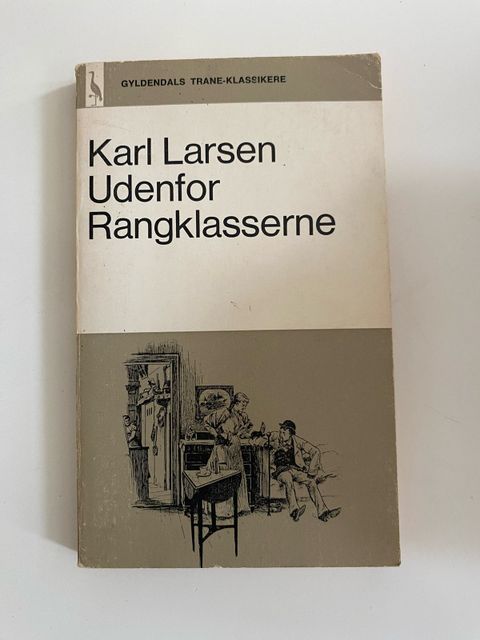 GYLDENDALS TRANE-KLASSIKERE
Karl Larsen
Udenfor
Rangklasserne